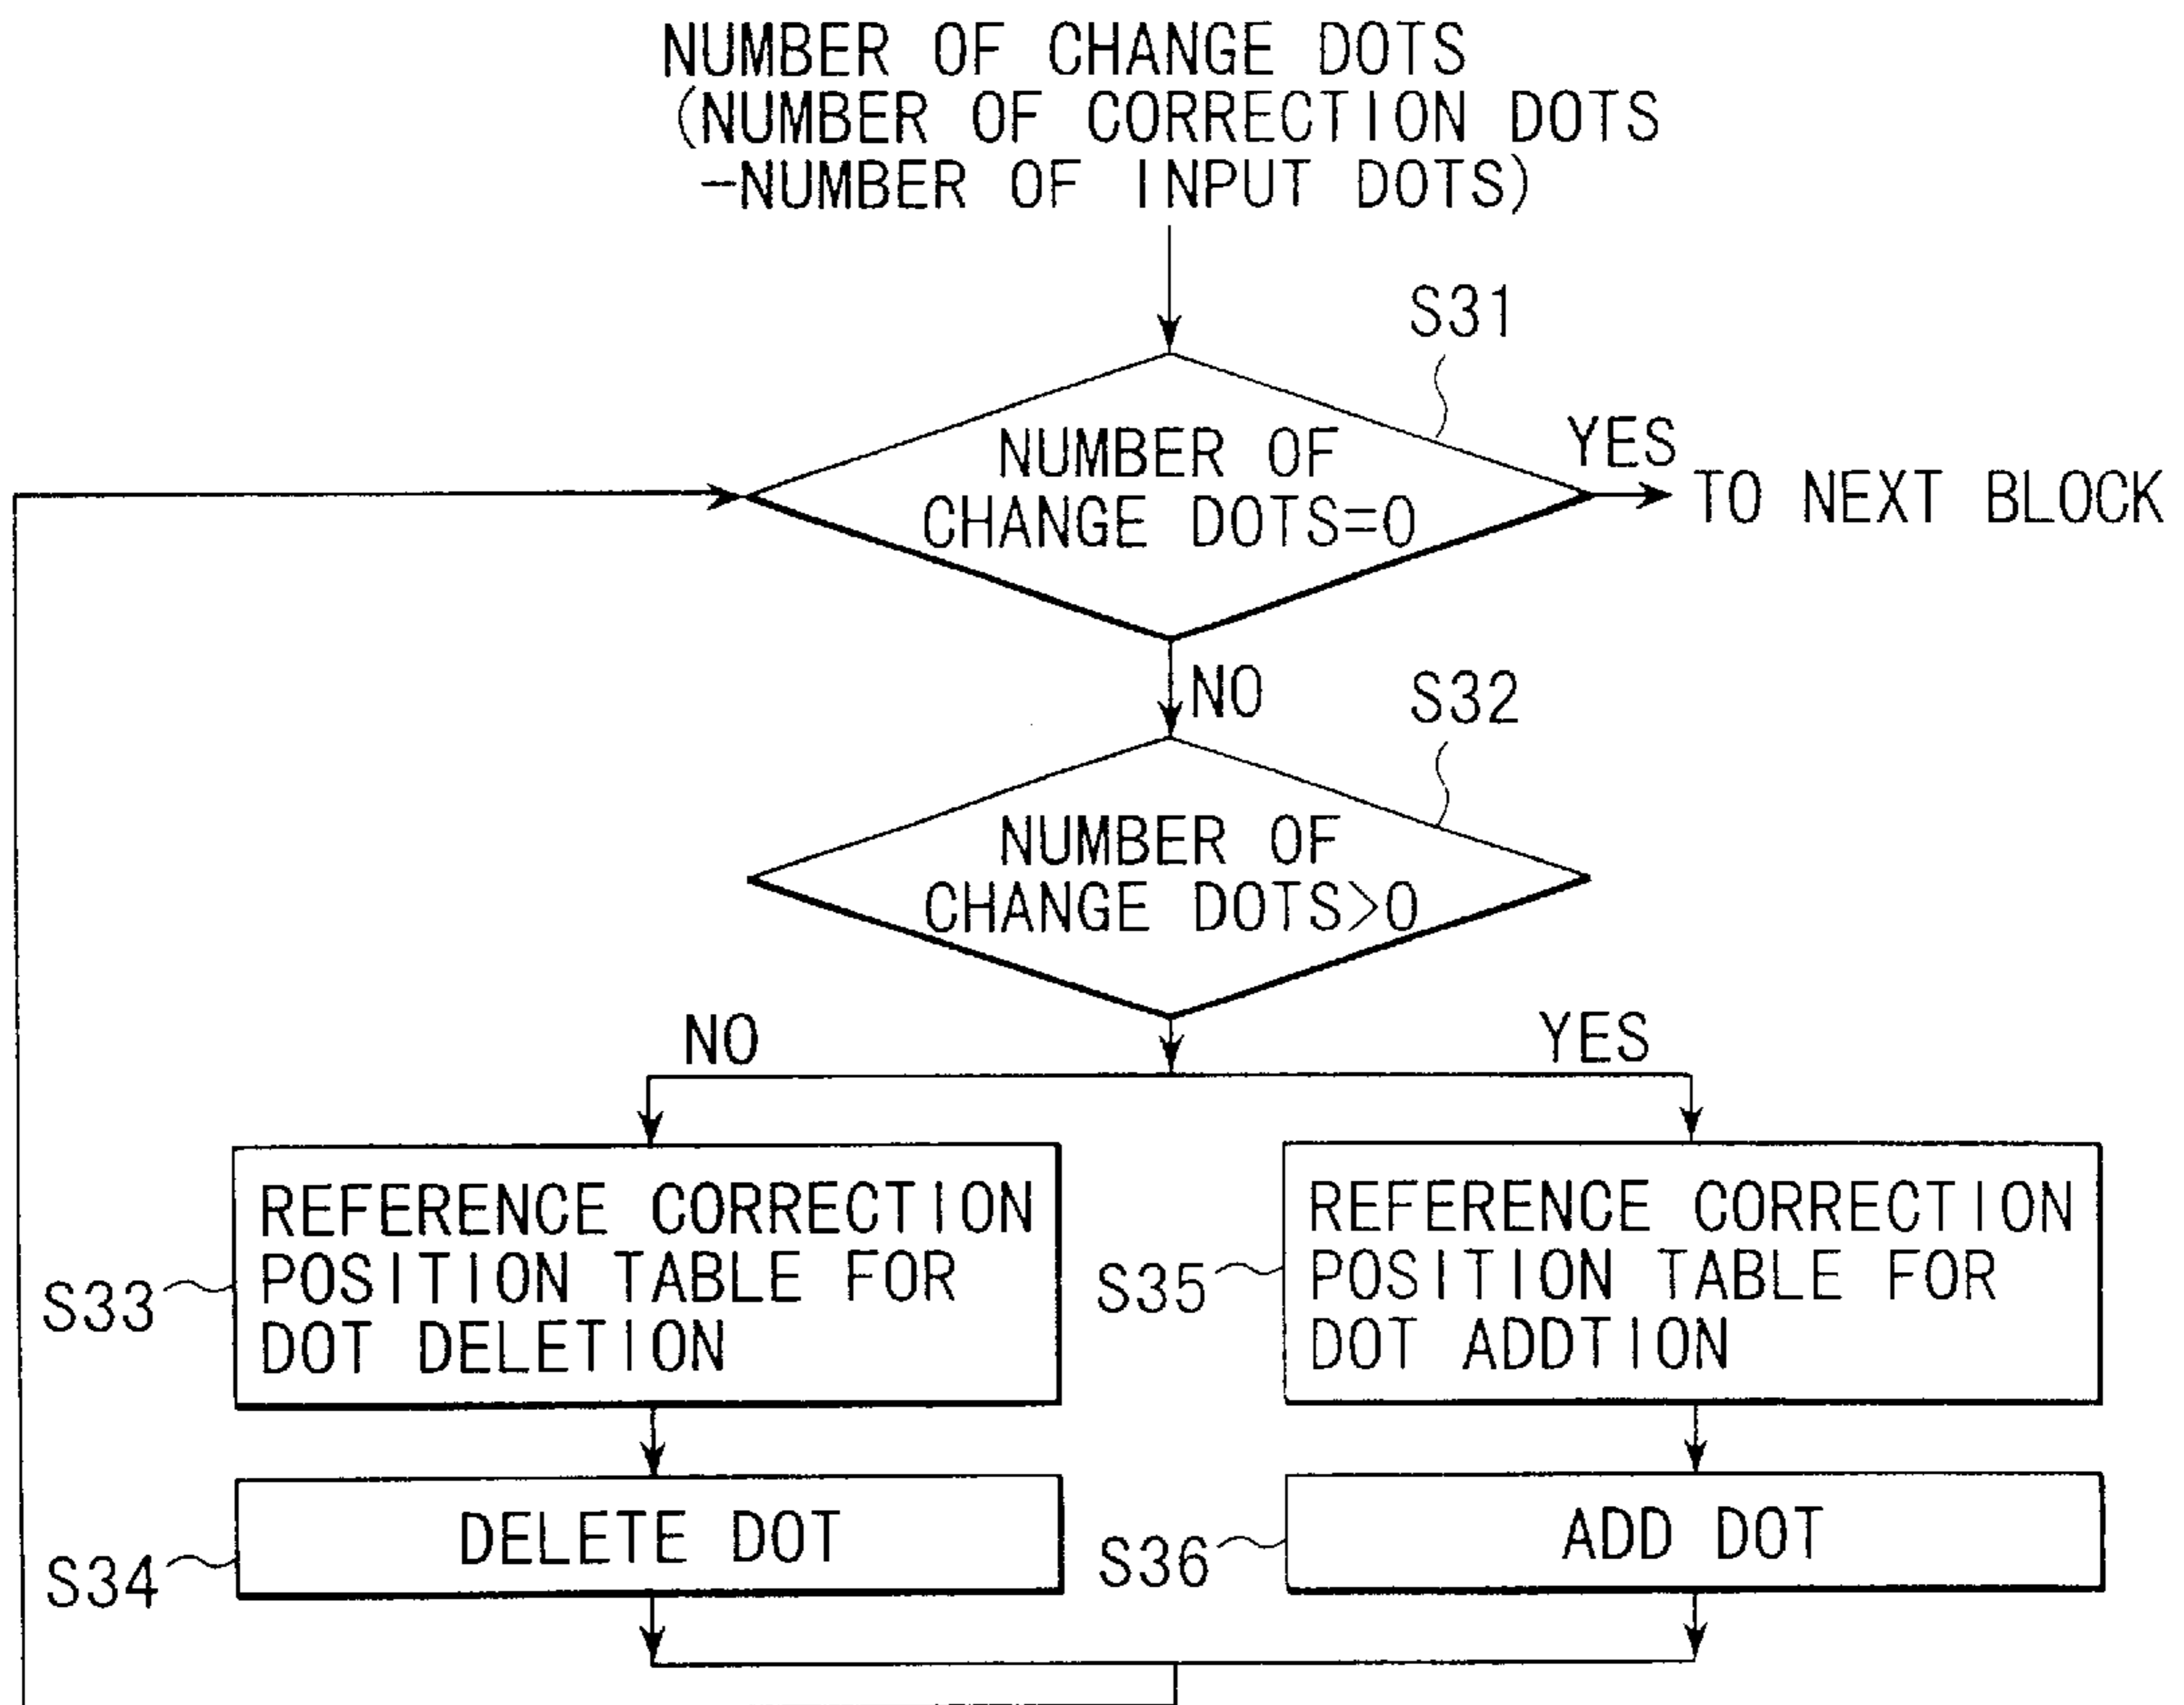 NUMBER OF CHANGE DOTS
(NUMBER OF CORRECTION DOTS
-NUMBER OF INPUT DOTS)
S31
NUMBER OF
CHANGE DOTS=0
YES
TO NEXT BLOCK
NO
S32
NUMBER OF
CHANGE DOTS>0
NO
YES
REFERENCE CORRECTION
POSITION TABLE FOR
DOT DELETION
S33
REFERENCE CORRECTION
POSITION TABLE FOR
DOT ADDTION
S35
DELETE DOT
S34
ADD DOT
S36